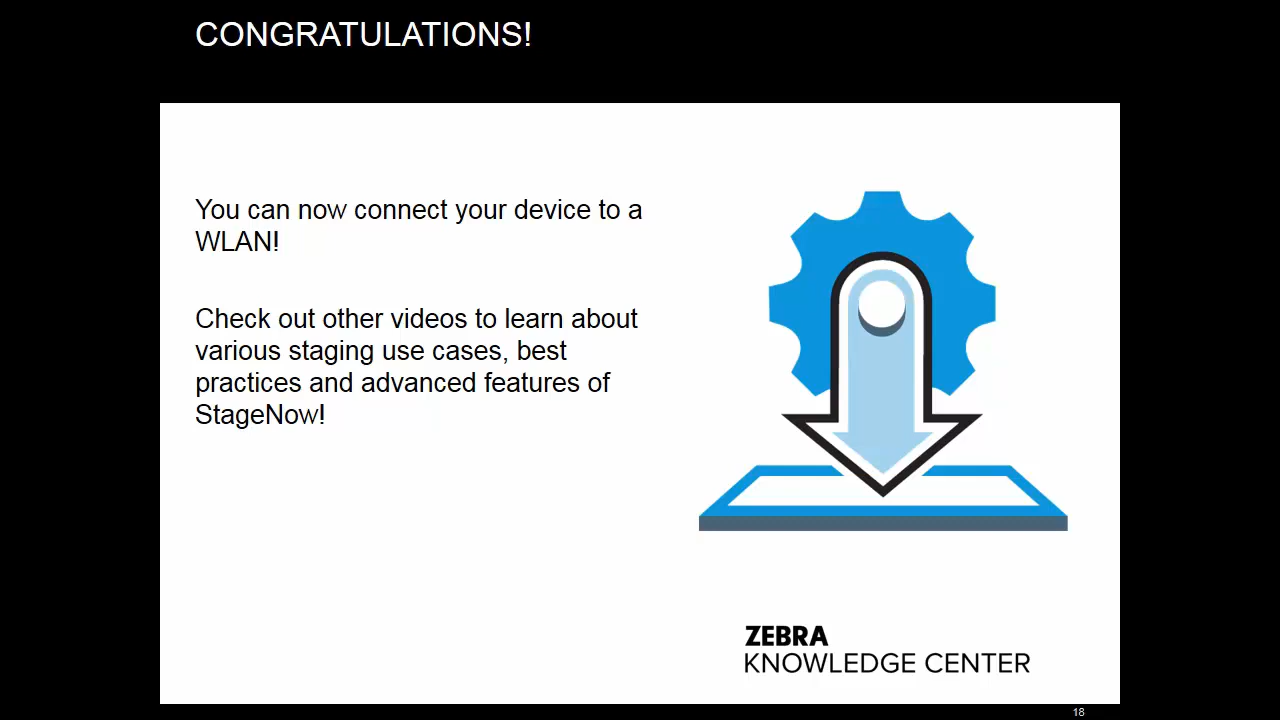 CONGRATULATIONS!
You can now connect your device to a
WLAN!
Check out other videos to learn about
various staging use cases, best
practices and advanced features of
StageNow!
ZEBRA
KNOWLEDGE CENTER
18